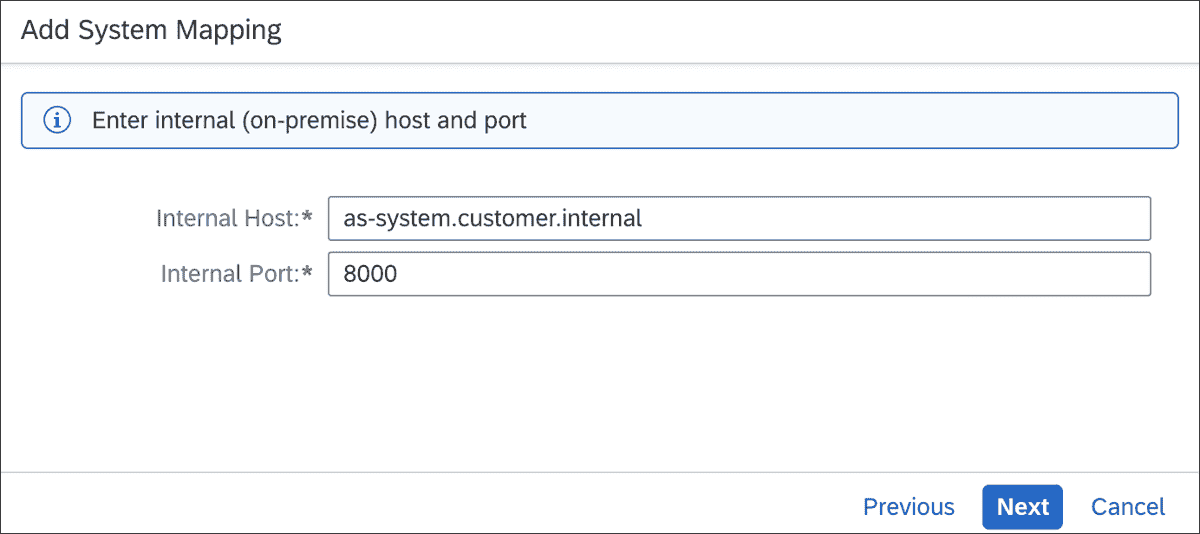 Add System Mapping
Enter internal (on-premise) host and port
Internal Host:* as-system.customer.internal
Internal Port:* 8000
Previous Next Cancel